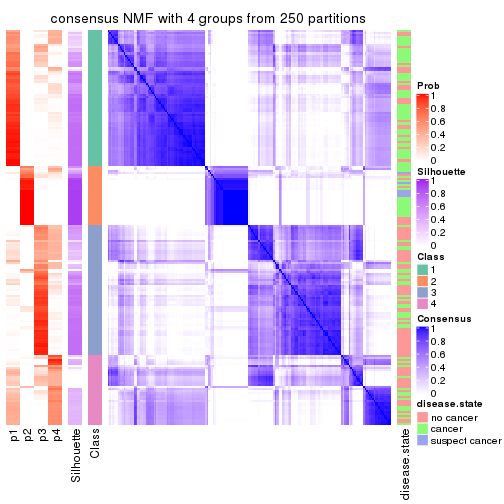 consensus NMF with 4 groups from 250 partitions
Prob
1
0.8
0.6
0.4
0.2
0
Silhouette
1
0.8
0.6
0.4
0.2
0
Class
1
2
3
4
Consensus
1
0.8
0.6
0.4
0.2
0
disease.state
no cancer
cancer
suspect cancer
p1
p2
p3
p4
Silhouette
Class
disease.state